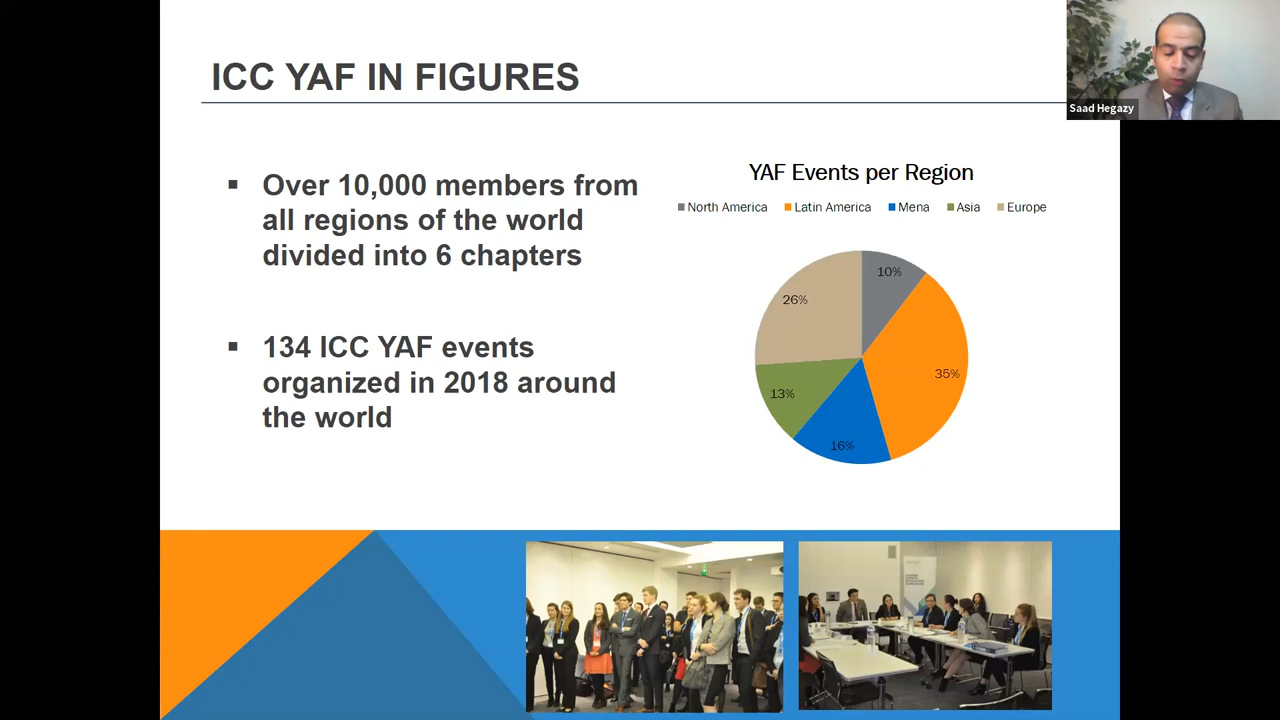 ICC YAF IN FIGURES
Saad Hegazy
▪ Over 10,000 members from
all regions of the world
divided into 6 chapters
▪ 134 ICC YAF events
organized in 2018 around
the world
YAF Events per Region
North America Latin America Mena Asia Europe
10%
26%
35%
13%
16%